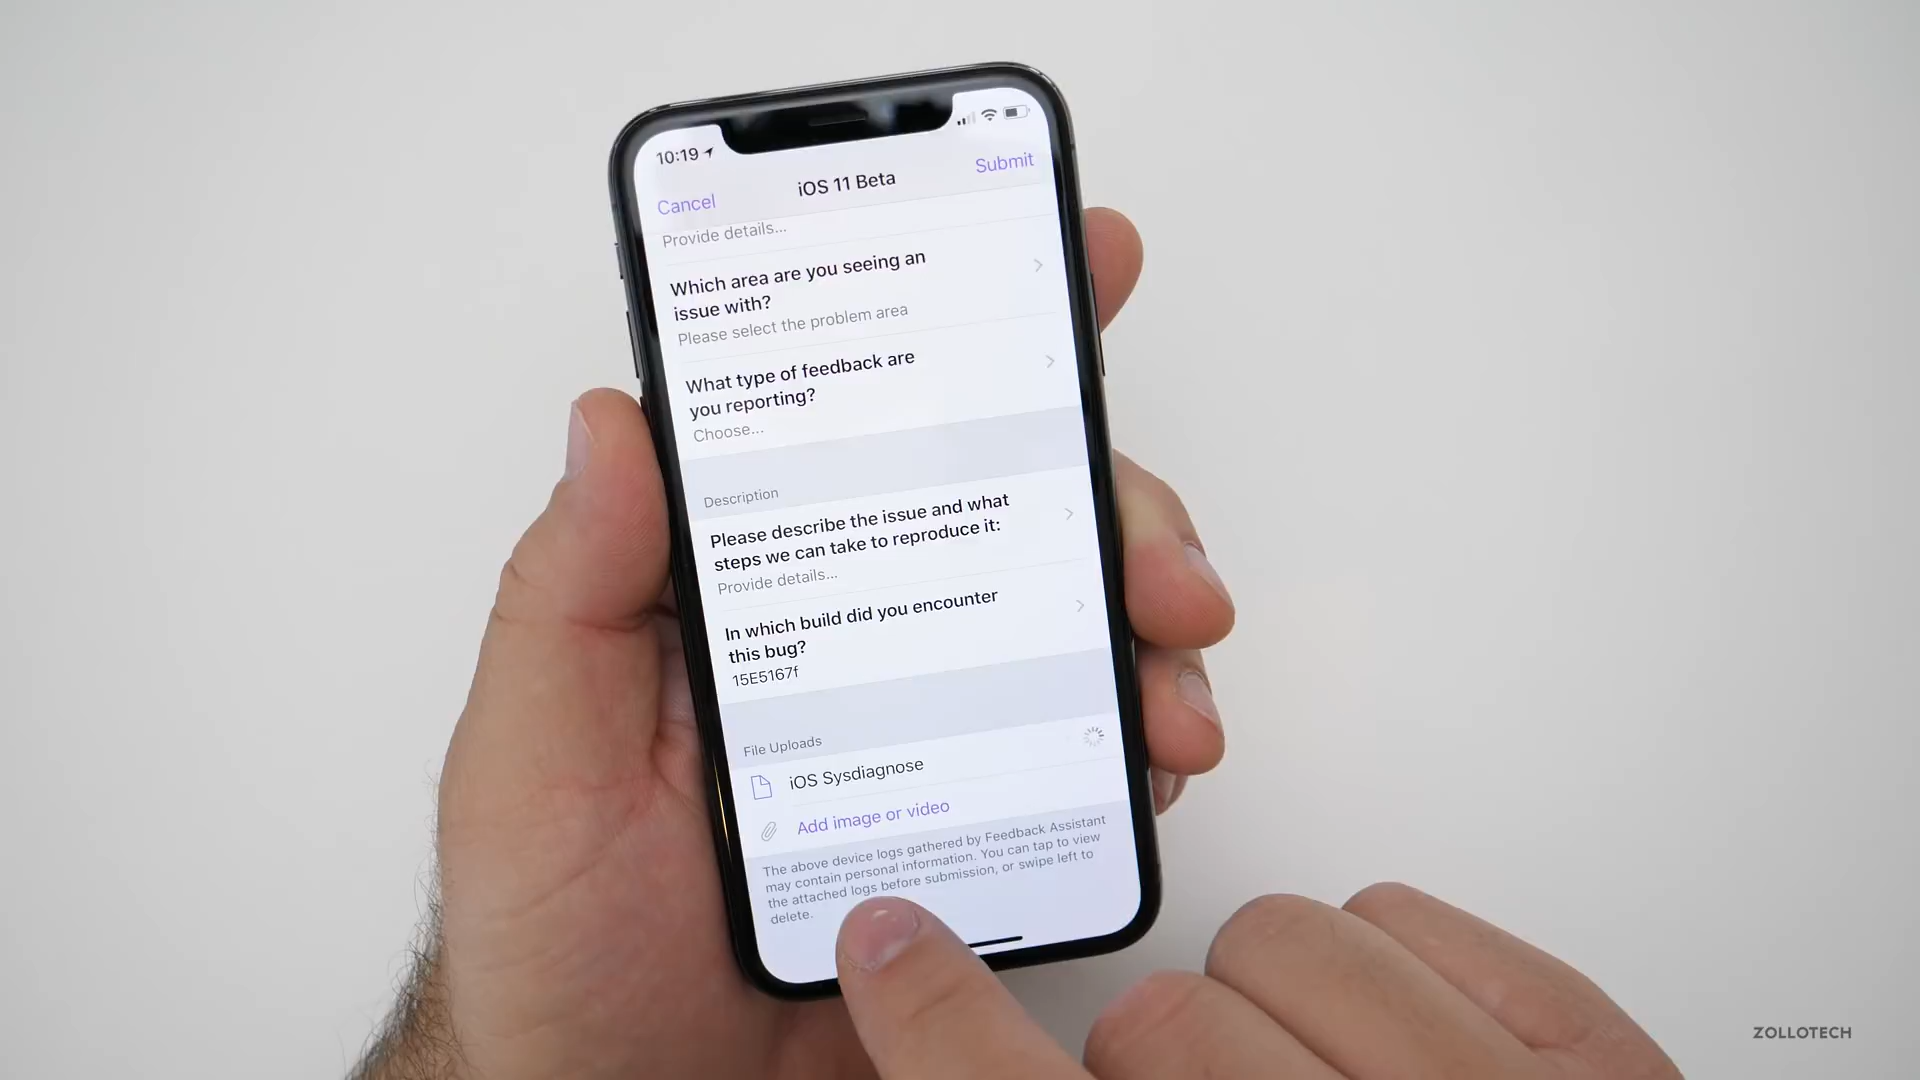 10:19
Cancel
iOS 11 Beta
Submit
Provide details...
Which area are you seeing an
issue with?
Please select the problem area
What type of feedback are
you reporting?
Choose...
Description
Please describe the issue and what
steps we can take to reproduce it:
Provide details...
In which build did you encounter
this bug?
15E5167f
File Uploads
iOS Sysdiagnose
Add image or video
The above device logs gathered by Feedback Assistant
may contain personal information. You can tap to view
the attached logs before submission, or swipe left to
delete.
ZOLLOTECH